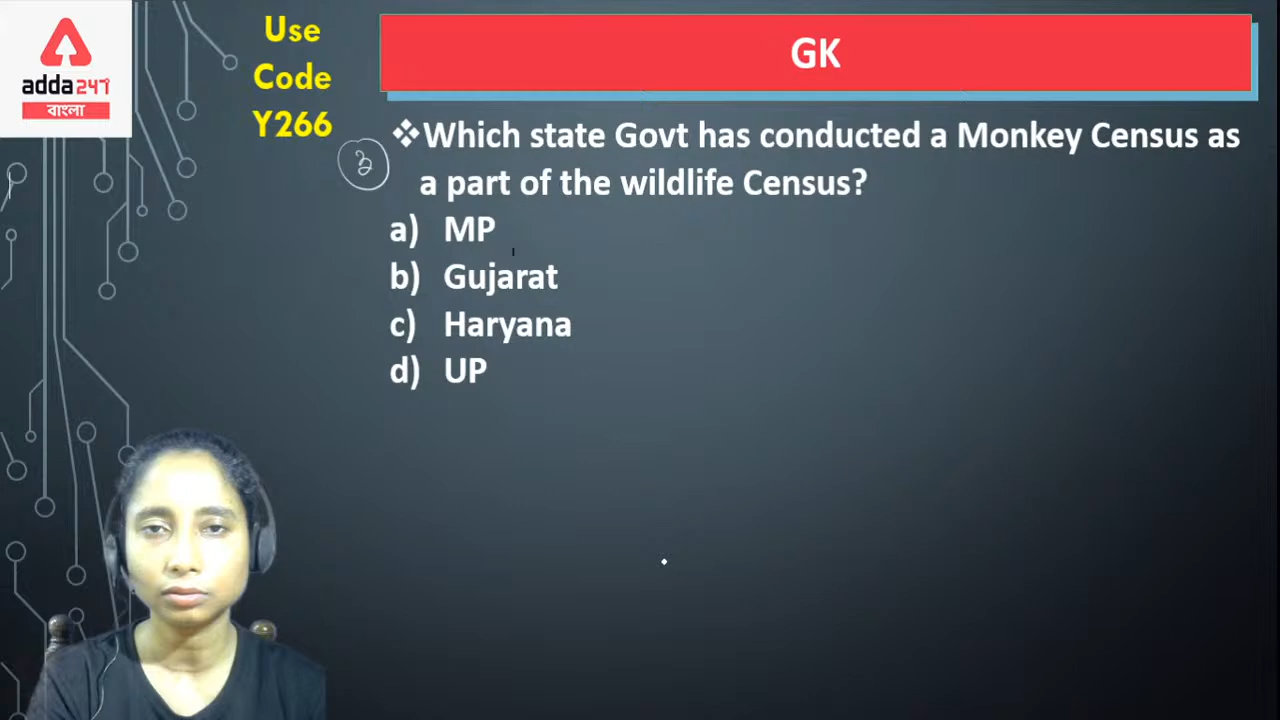 adda247
বাংলা
Use
Code
Y266
GK
❖Which state Govt has conducted a Monkey Census as
a part of the wildlife Census?
a) MP
b) Gujarat
c) Haryana
d) UP